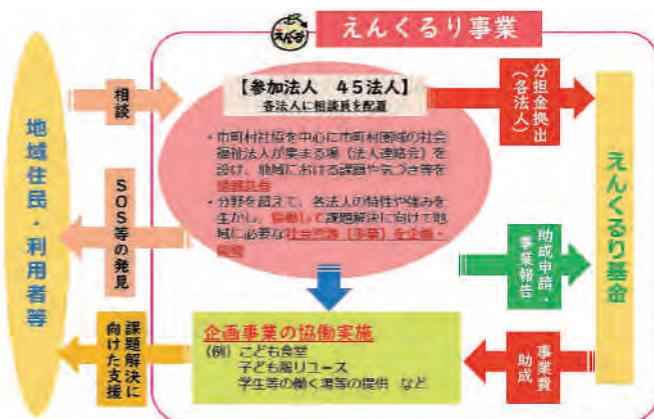 えんくる
えんくるり事業
地域住民・利用者等
相談
SOS等の発見
課題解決に
向けた支援
【参加法人 45法人】
各法人に相談員を配置
・市町村社協を中心に市町村圏域の社会
福祉法人が集まる場(法人連絡会)を
設け、地域における課題や気づき等を
情報共有
・分野を超えて、各法人の特性や強みを
生かし、協働して課題解決に向けて地
域に必要な社会資源(事業)を企画・
企画事業の協働実施
(例)こども食堂
子ども服リユース
学生等の働く場等の提供 など
分担金拠出
(各法人)
助成申請・
事業報告
事業費
助成
えんくるり基金